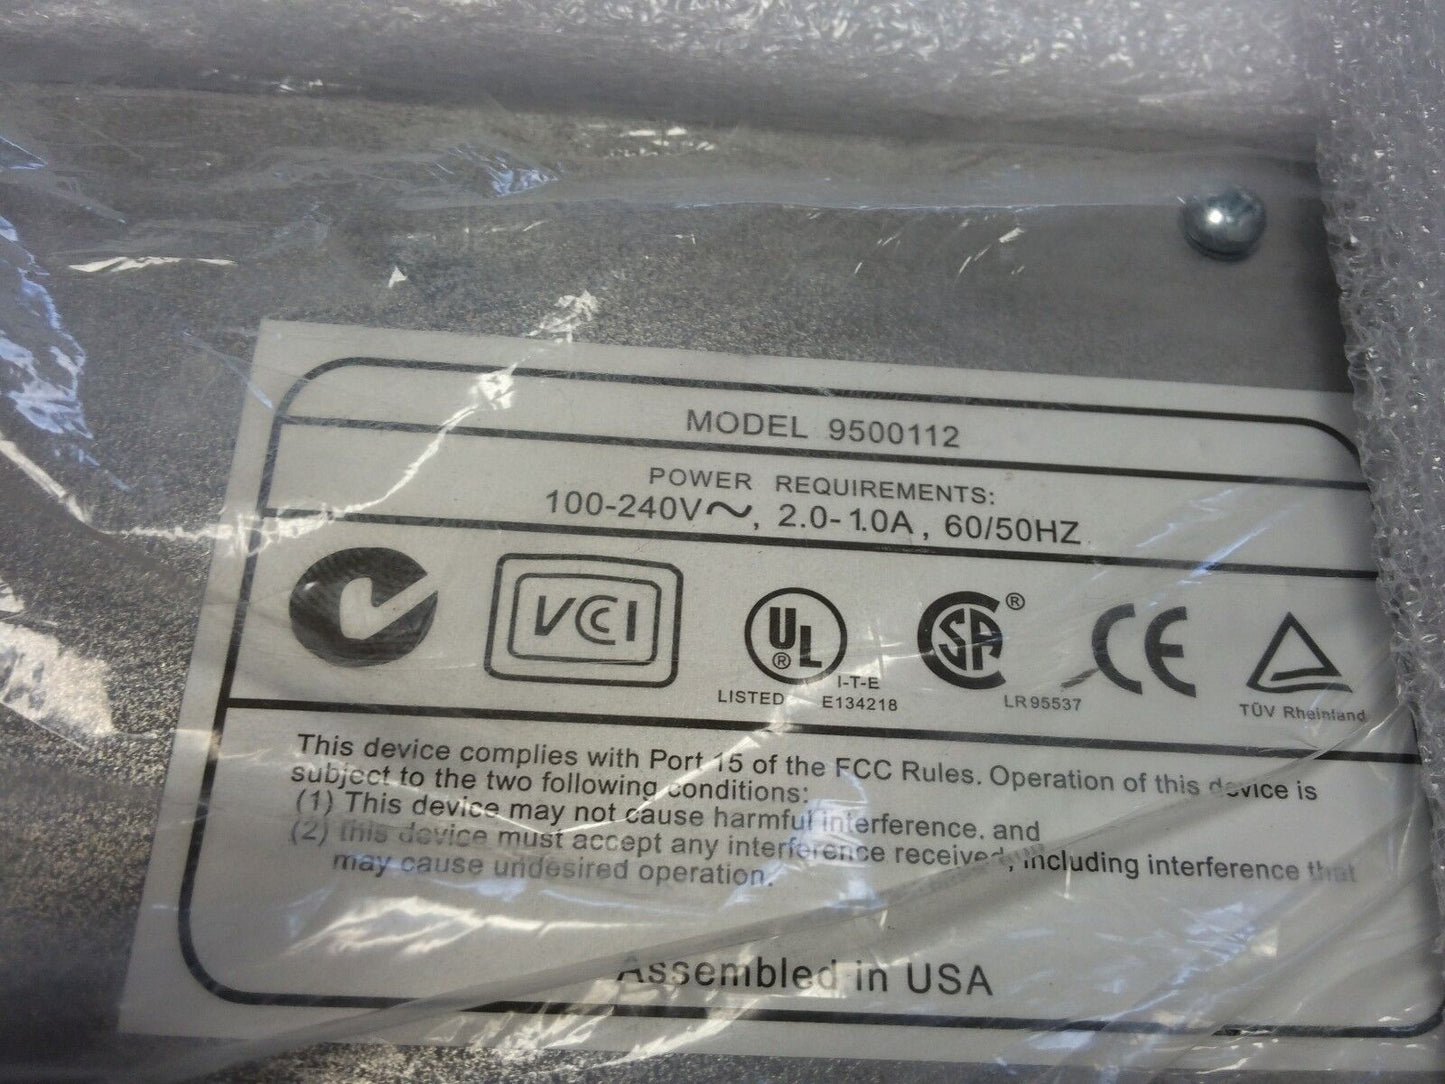 MODEL 9500112
POWER REQUIREMENTS:
100-240V～, 2.0-1.0A, 60/50HZ
VCCI
UL ®
LISTED I-T-E E134218
SA ®
LR95537
CE
TÜV Rheinland
This device complies with Port 15 of the FCC Rules. Operation of this device is
subject to the two following conditions:
(1) This device may not cause harmful interference. and
(2) this device must accept any interference received, including interference that
may cause undesired operation.
Assembled in USA